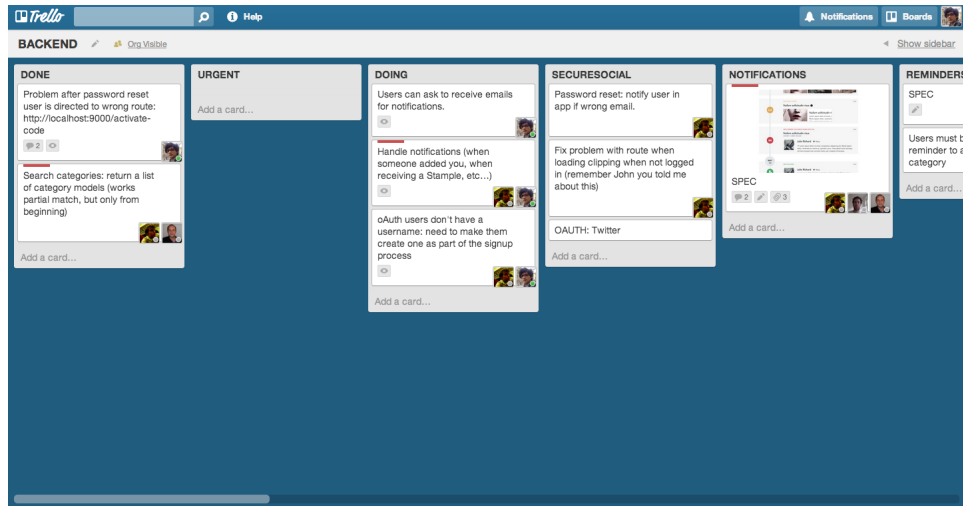 Trello
Help
Notifications
Boards
BACKEND
Org Visible
Show sidebar
DONE
Problem after password reset
user is directed to wrong route:
http://localhost:9000/activate-
code
2
Search categories: return a list
of category models (works
partial match, but only from
beginning)
Add a card...
URGENT
Add a card...
DOING
Users can ask to receive emails
for notifications.
Handle notifications (when
someone added you, when
receiving a Stample, etc...)
oAuth users don't have a
username: need to make them
create one as part of the signup
process
Add a card...
SECURESOCIAL
Password reset: notify user in
app if wrong email.
Fix problem with route when
loading clipping when not logged
in (remember John you told me
about this)
OAUTH: Twitter
Add a card...
NOTIFICATIONS
SPEC
2
3
Add a card...
REMINDERS
SPEC
Users must b
reminder to a
category
Add a card...